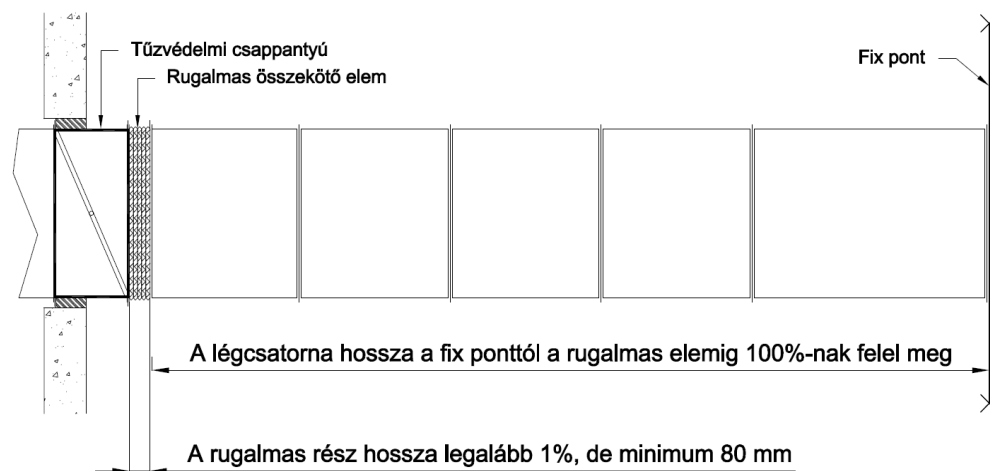 Tűzvédelmi csappantyú
Rugalmas összekötő elem
Fix pont
A légcsatorna hossza a fix ponttól a rugalmas elemig 100%-nak felel meg
A rugalmas rész hossza legalább 1%, de minimum 80 mm